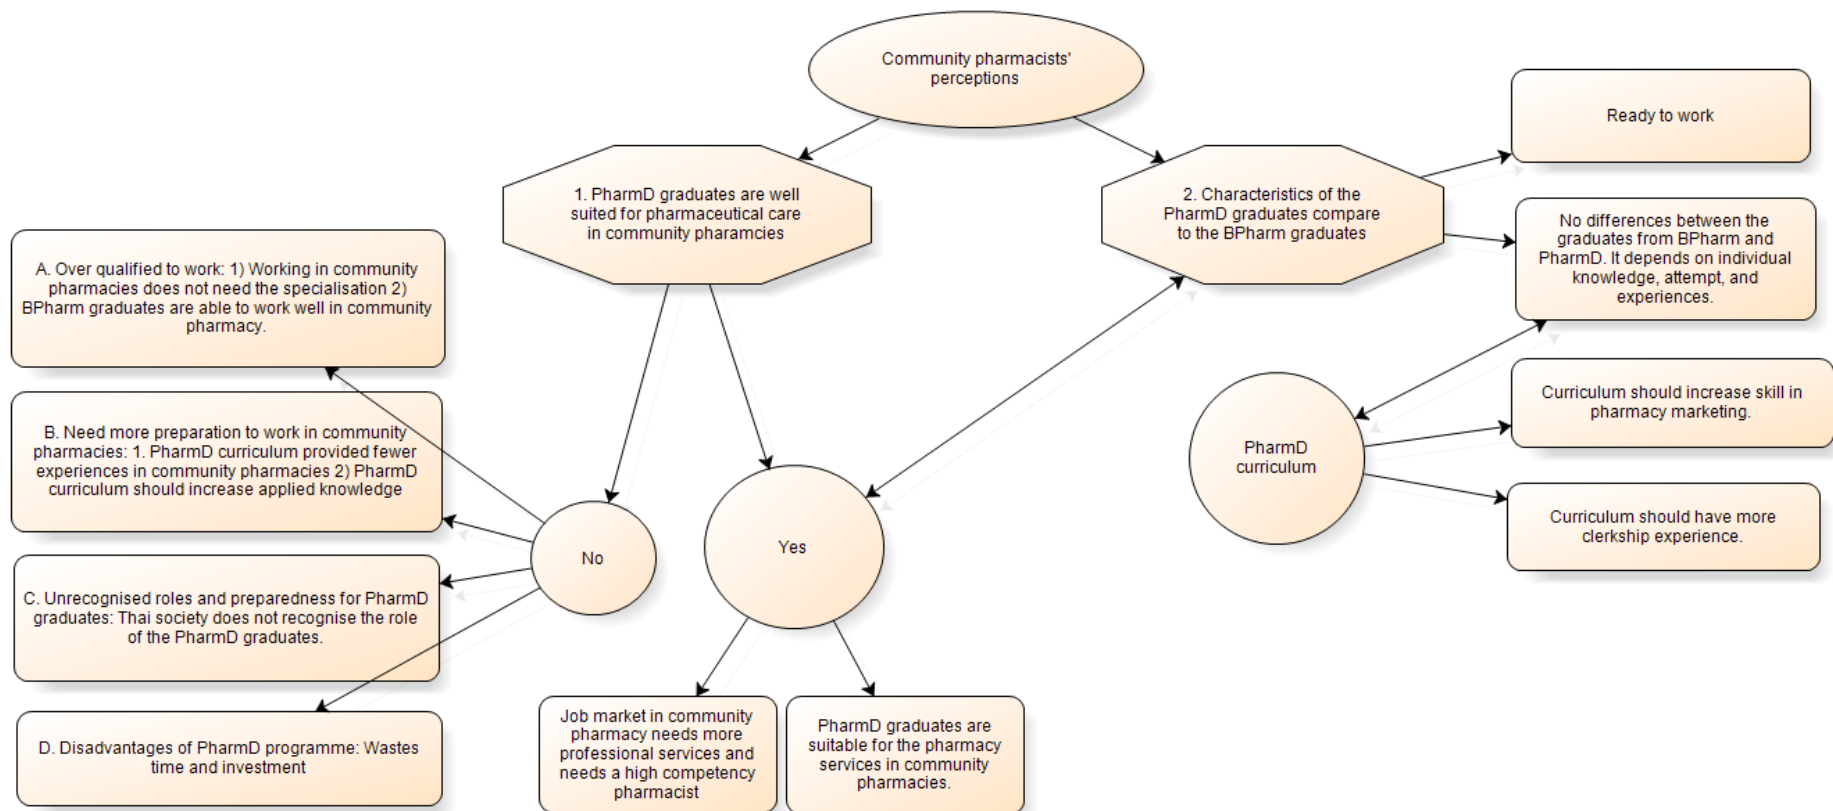 Community pharmacists'
perceptions
1. PharmD graduates are well
suited for pharmaceutical care
in community pharamcies
2. Characteristics of the
PharmD graduates compare
to the BPharm graduates
Ready to work
No differences between the
graduates from BPharm and
PharmD. It depends on individual
knowledge, attempt, and
experiences.
A. Over qualified to work: 1) Working in community
pharmacies does not need the specialisation 2)
BPharm graduates are able to work well in community
pharmacy.
B. Need more preparation to work in community
pharmacies: 1. PharmD curriculum provided fewer
experiences in community pharmacies 2) PharmD
curriculum should increase applied knowledge
C. Unrecognised roles and preparedness for PharmD
graduates: Thai society does not recognise the role
of the PharmD graduates.
D. Disadvantages of PharmD programme: Wastes
time and investment
No
Yes
Job market in community
pharmacy needs more
professional services and
needs a high competency
pharmacist
PharmD graduates are
suitable for the pharmacy
services in community
pharmacies.
PharmD
curriculum
Curriculum should increase skill in
pharmacy marketing.
Curriculum should have more
clerkship experience.